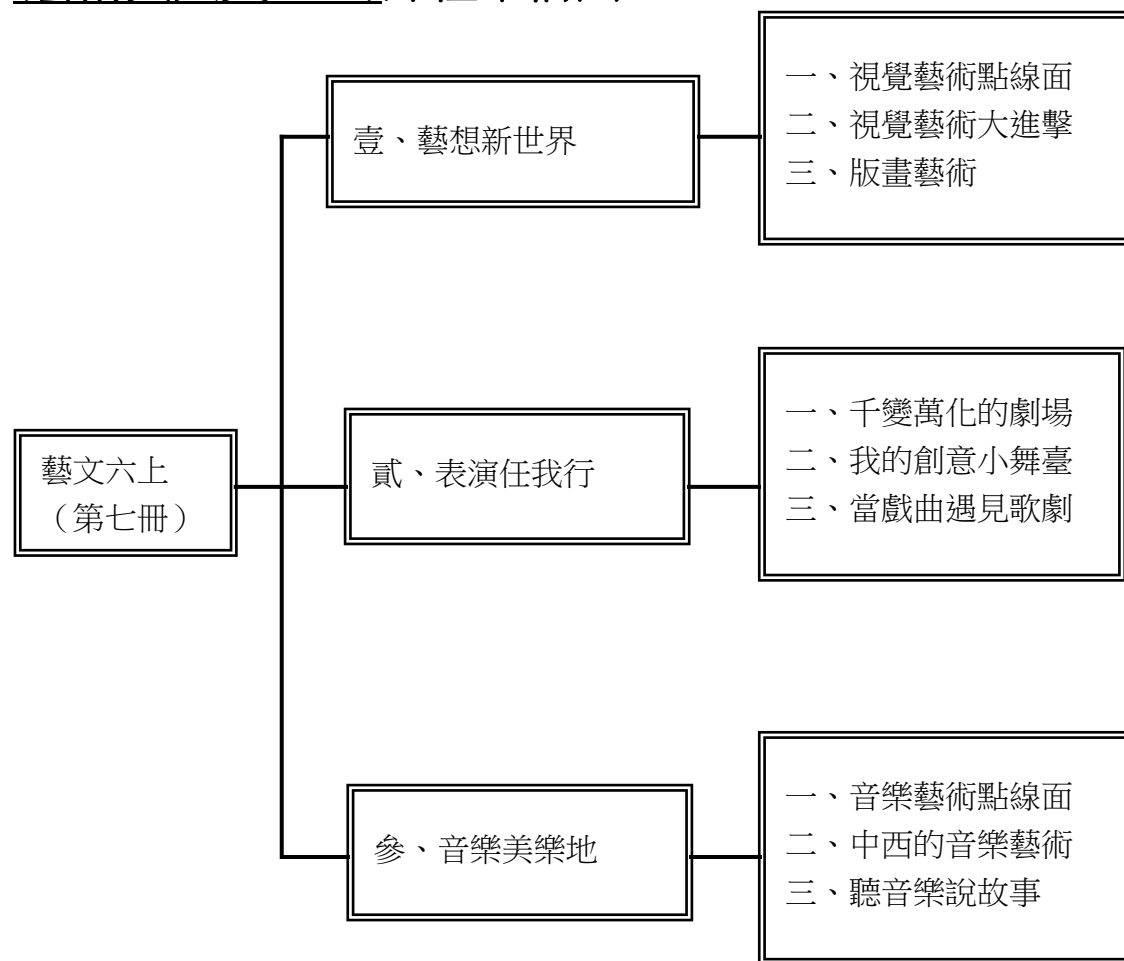 壹、藝想新世界
一、視覺藝術點線面
二、視覺藝術大進擊
三、版畫藝術
藝文六上
（第七冊）
貳、表演任我行
一、千變萬化的劇場
二、我的創意小舞臺
三、當戲曲遇見歌劇
參、音樂美樂地
一、音樂藝術點線面
二、中西的音樂藝術
三、聽音樂說故事